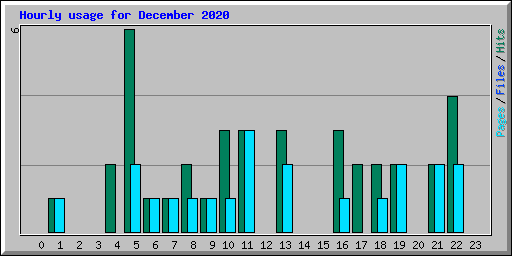 Hourly usage for December 2020
6
Pages / Files / Hits
0 1 2 3 4 5 6 7 8 9 10 11 12 13 14 15 16 17 18 19 20 21 22 23